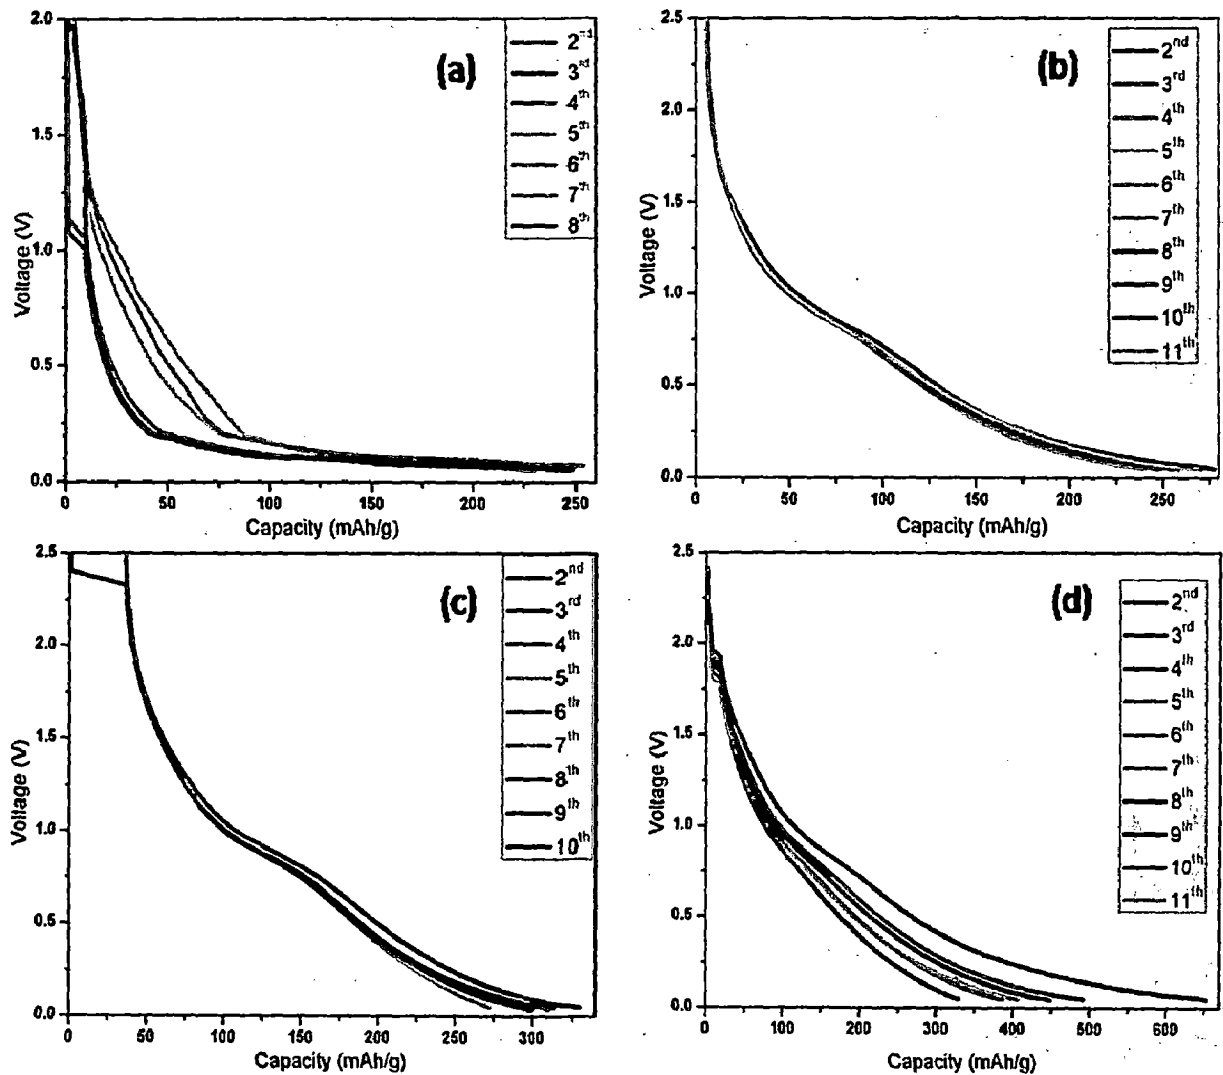 (a)
2nd
3rd
4th
5th
6th
7th
8th
2.0
1.5
1.0
0.5
0.0
Voltage (V)
0 50 100 150 200 250
Capacity (mAh/g)
(b)
2nd
3rd
4th
5th
6th
7th
8th
9th
10th
11th
2.5
2.0
1.5
1.0
0.5
0.0
Voltage (V)
0 50 100 150 200 250
Capacity (mAh/g)
(c)
2nd
3rd
4th
5th
6th
7th
8th
9th
10th
2.5
2.0
1.5
1.0
0.5
0.0
Voltage (V)
0 50 100 150 200 250 300
Capacity (mAh/g)
(d)
2nd
3rd
4th
5th
6th
7th
8th
9th
10th
11th
2.5
2.0
1.5
1.0
0.5
0.0
Voltage (V)
0 100 200 300 400 500 600
Capacity (mAh/g)